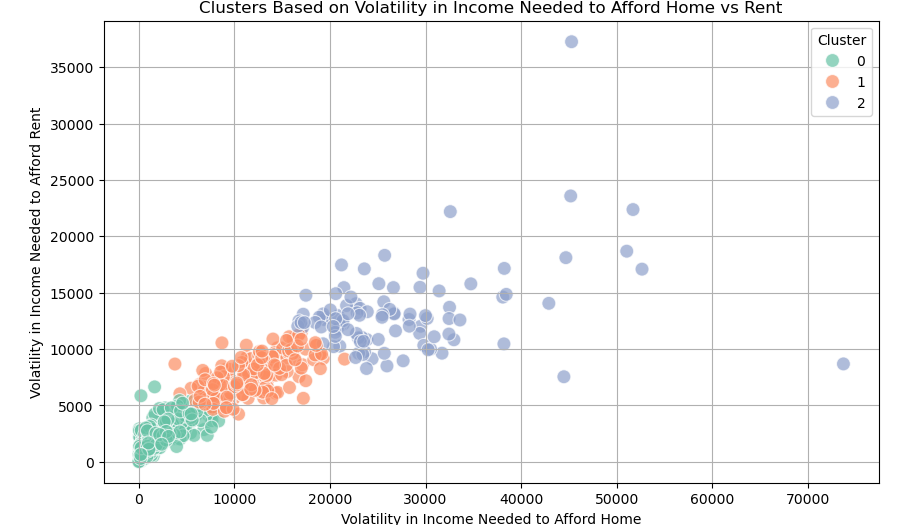 Clusters Based on Volatility in Income Needed to Afford Home vs Rent
Volatility in Income Needed to Afford Rent
35000
30000
25000
20000
15000
10000
5000
0
Cluster
0
1
2
0 10000 20000 30000 40000 50000 60000 70000
Volatility in Income Needed to Afford Home